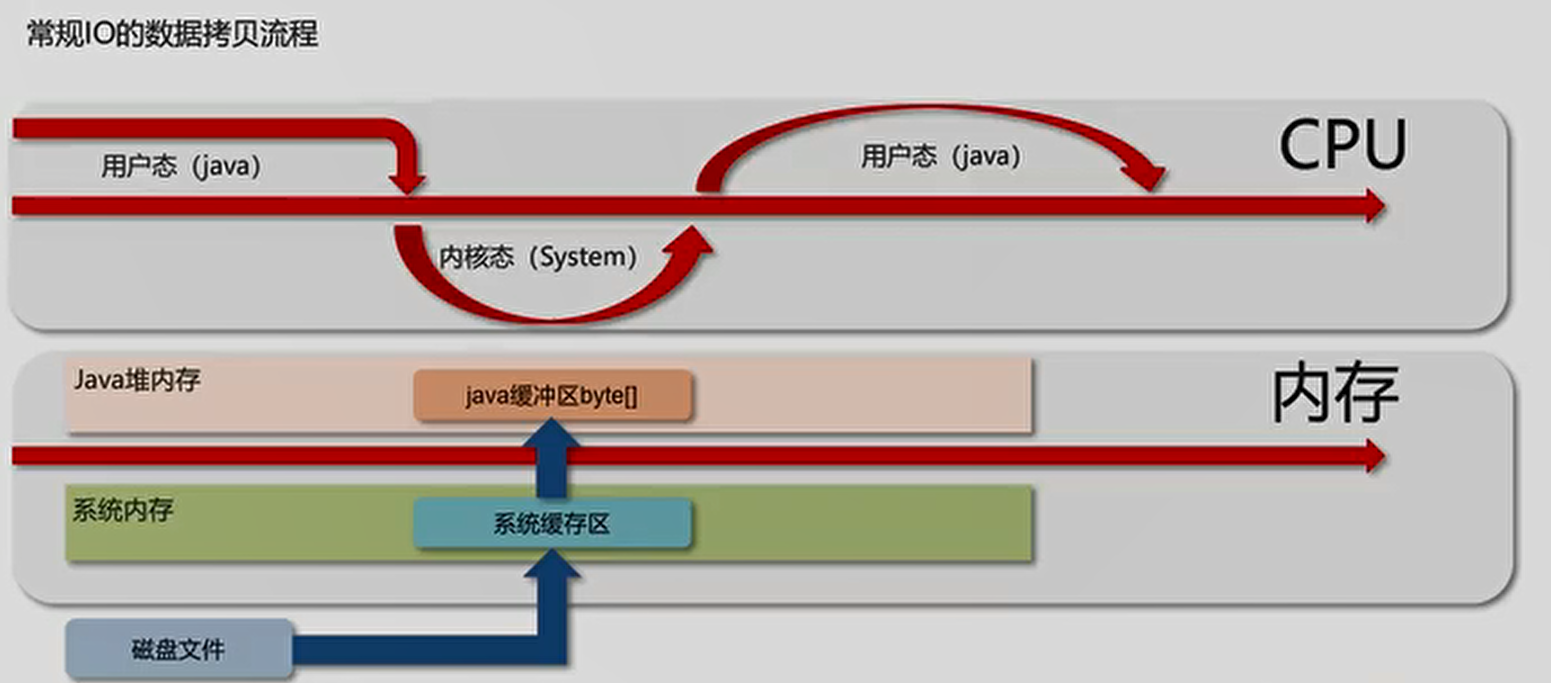 常规IO的数据拷贝流程
CPU
用户态（java）
用户态（java）
内核态（System）
Java堆内存
java缓冲区byte[]
内存
系统内存
系统缓存区
磁盘文件